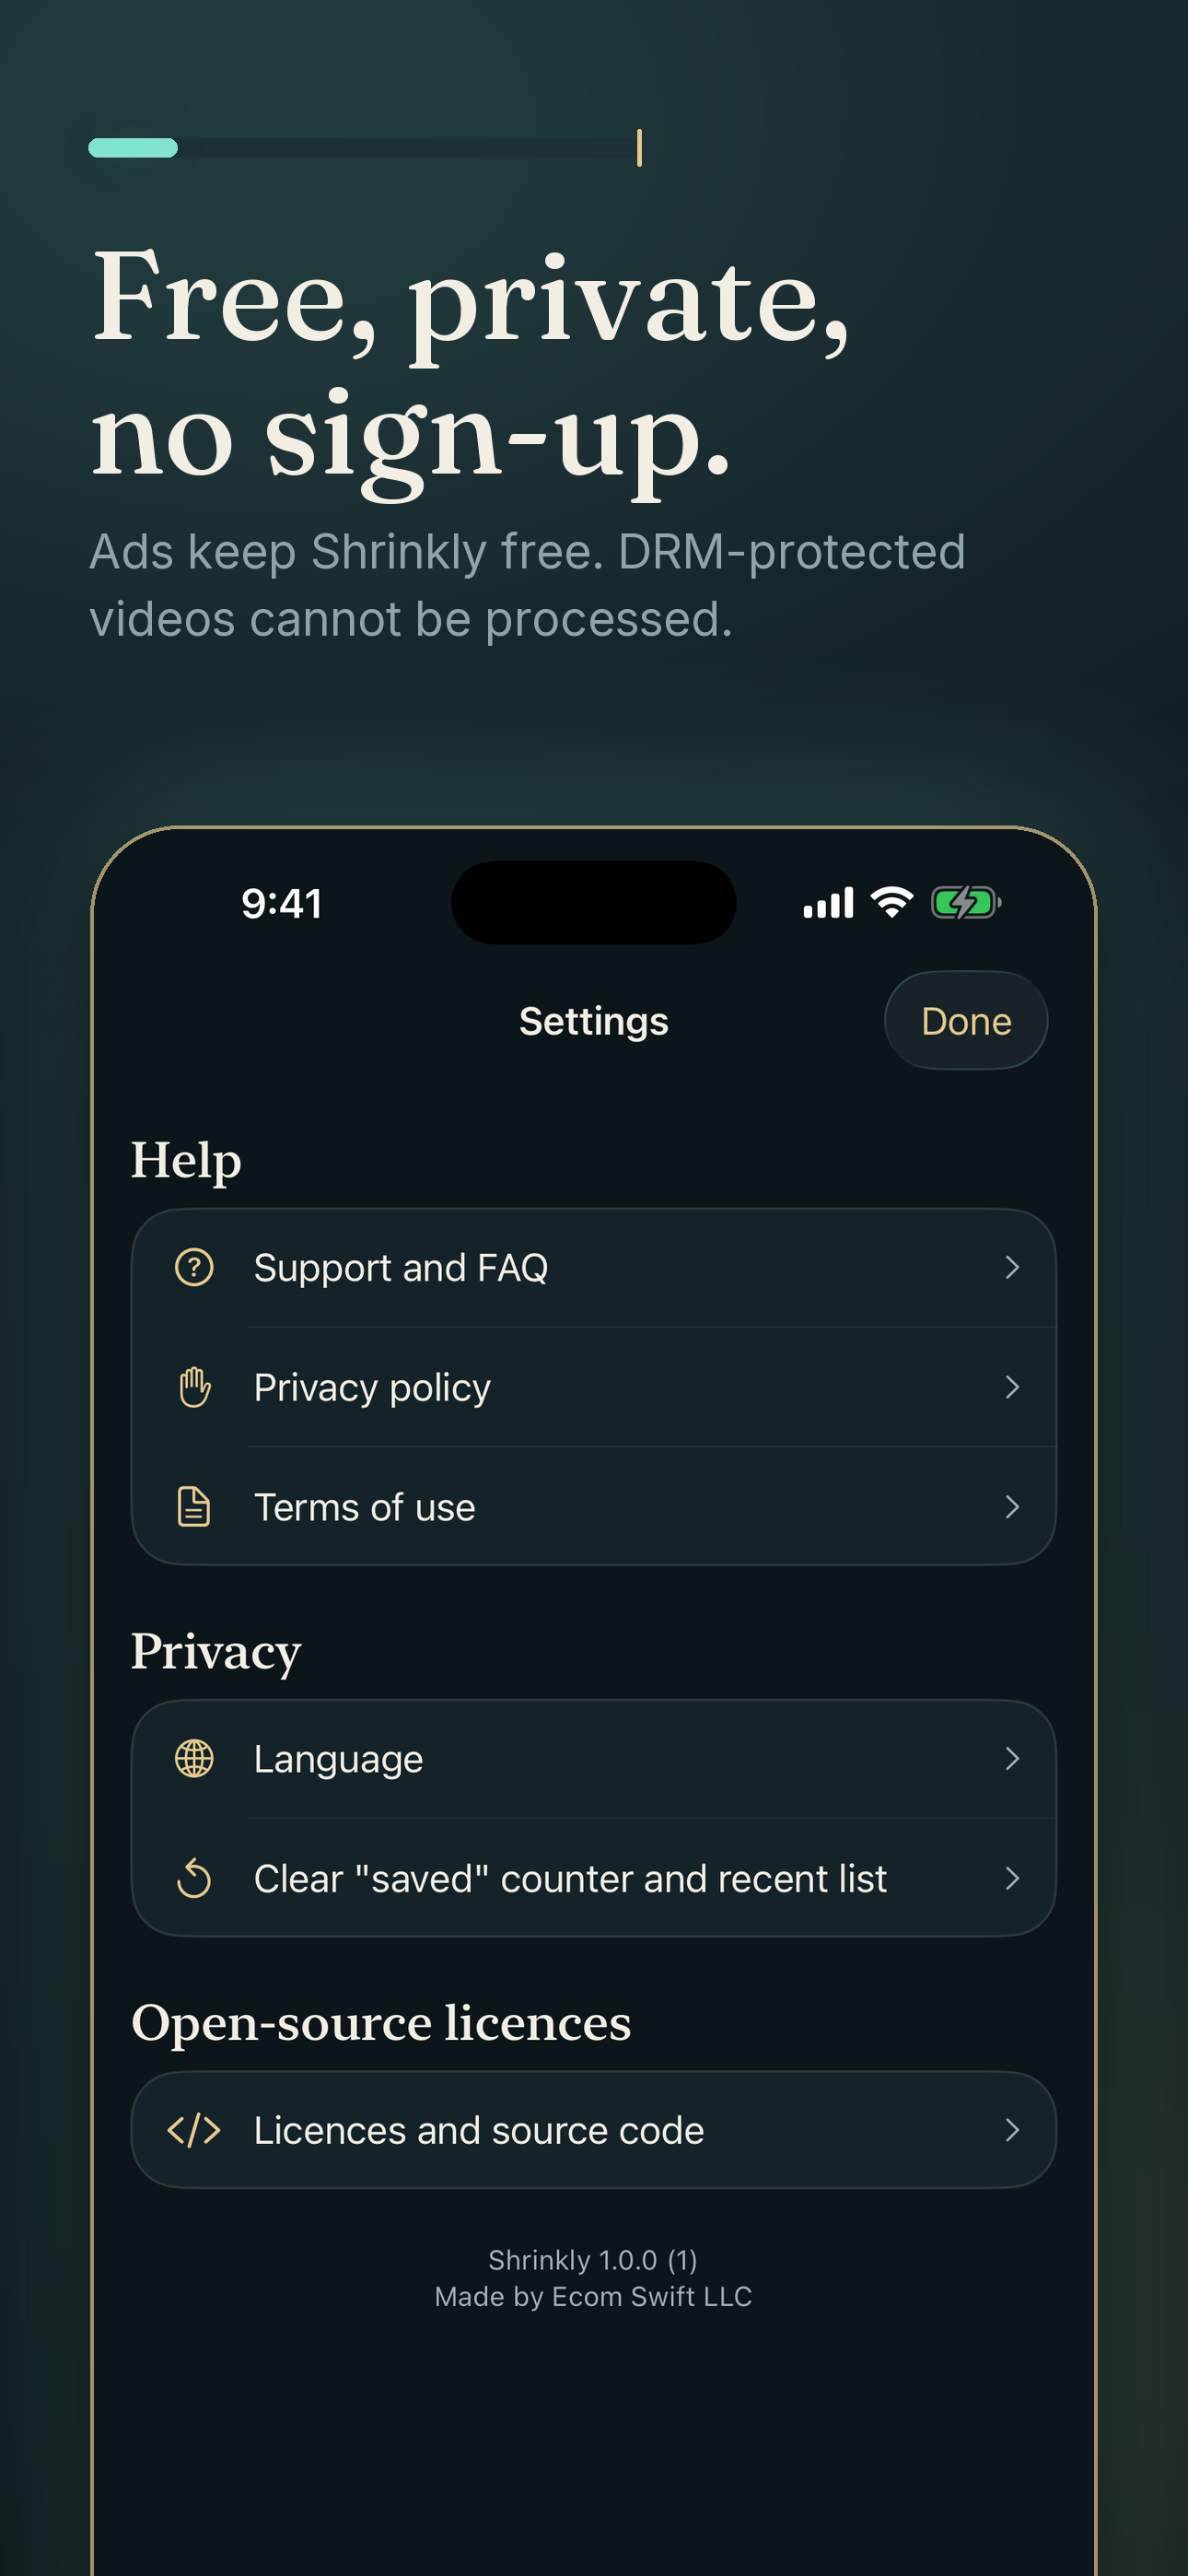 Free, private,
no sign-up.
Ads keep Shrinkly free. DRM-protected
videos cannot be processed.
9:41
Settings
Done
Help
Support and FAQ
Privacy policy
Terms of use
Privacy
Language
Clear "saved" counter and recent list
Open-source licences
Licences and source code
Shrinkly 1.0.0 (1)
Made by Ecom Swift LLC